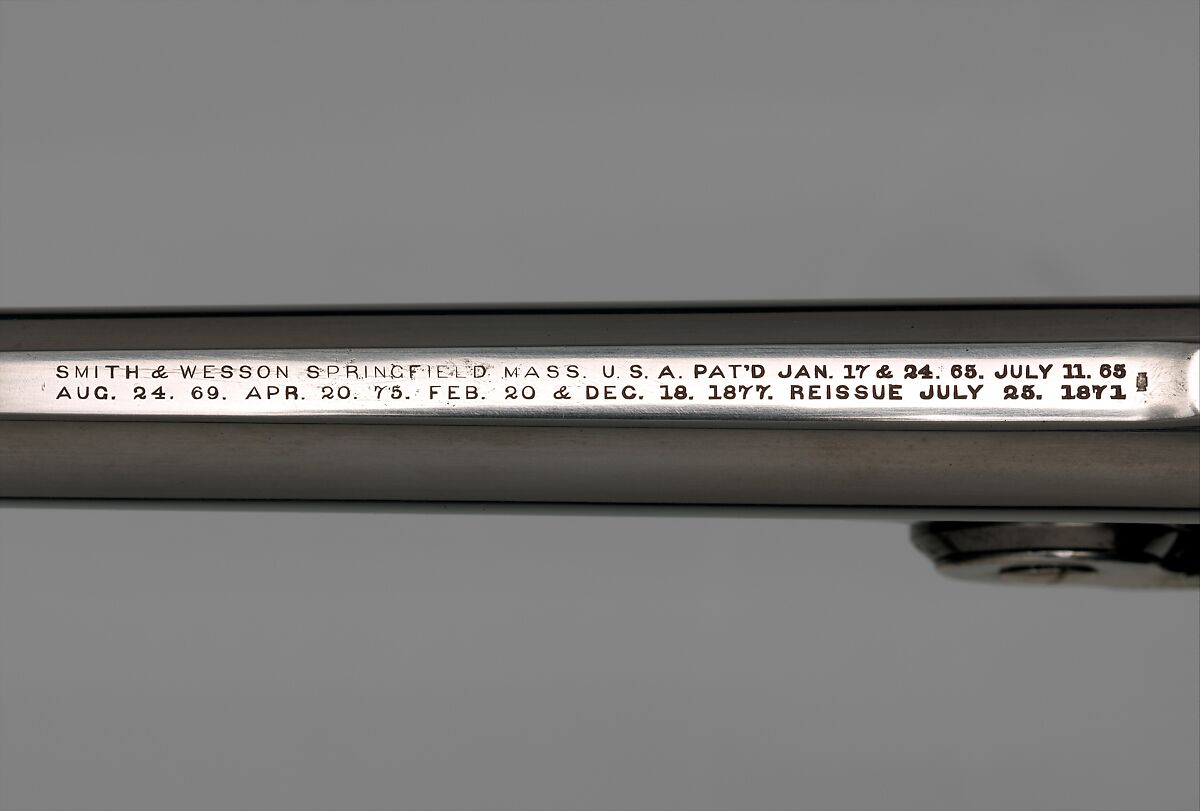 SMITH & WESSON SPRINGFIELD MASS. U.S.A. PAT'D JAN. 17 & 24. 65. JULY 11. 65
AUG. 24. 69. APR. 20. 75. FEB. 20 & DEC. 18. 1877. REISSUE JULY 25. 1871